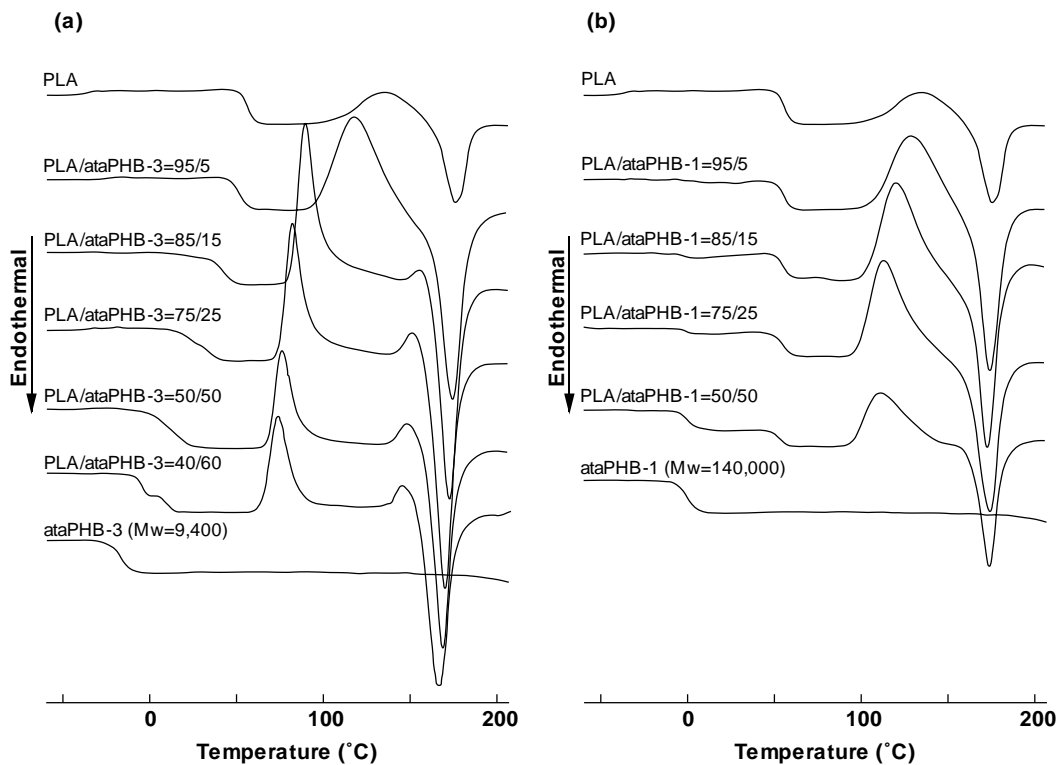 (a)
PLA
PLA/ataPHB-3=95/5
PLA/ataPHB-3=85/15
PLA/ataPHB-3=75/25
PLA/ataPHB-3=50/50
PLA/ataPHB-3=40/60
ataPHB-3 (Mw=9,400)
Endothermal
0 100 200
Temperature (˚C)
(b)
PLA
PLA/ataPHB-1=95/5
PLA/ataPHB-1=85/15
PLA/ataPHB-1=75/25
PLA/ataPHB-1=50/50
ataPHB-1 (Mw=140,000)
Endothermal
0 100 200
Temperature (˚C)